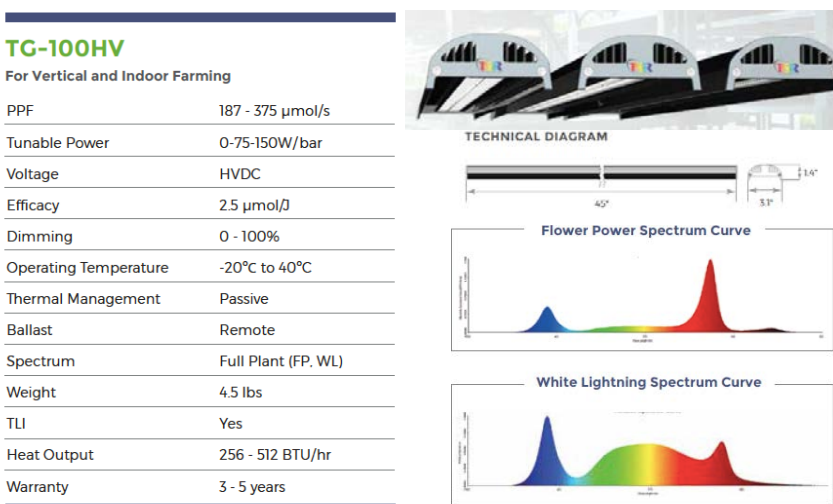 TG-100HV
For Vertical and Indoor Farming
PPF 187 - 375 μmol/s
Tunable Power 0-75-150W/bar
Voltage HVDC
Efficacy 2.5 μmol/J
Dimming 0 - 100%
Operating Temperature -20°C to 40°C
Thermal Management Passive
Ballast Remote
Spectrum Full Plant (FP, WL)
Weight 4.5 lbs
TLI Yes
Heat Output 256 - 512 BTU/hr
Warranty 3 - 5 years
TECHNICAL DIAGRAM
45"
1.4"
3.1"
Flower Power Spectrum Curve
White Lightning Spectrum Curve